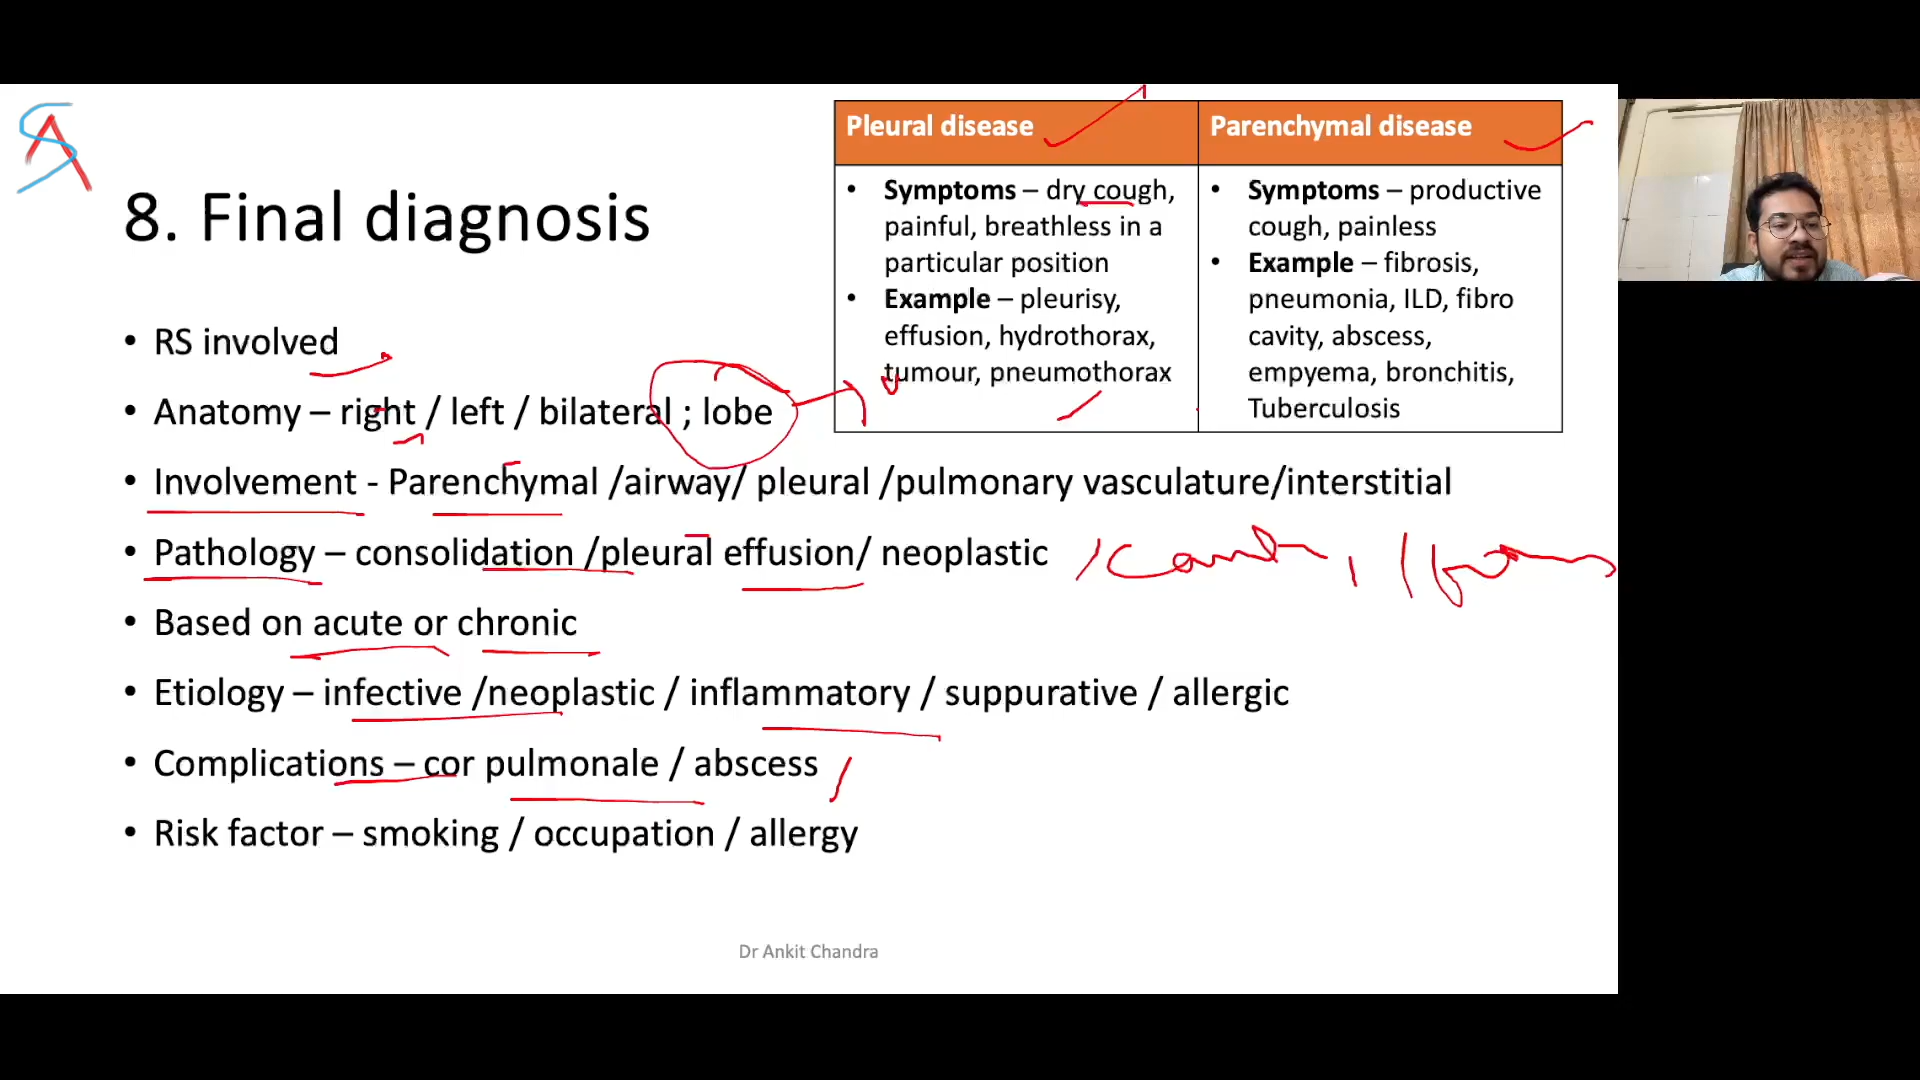 8. Final diagnosis
Pleural disease
Parenchymal disease
• Symptoms – dry cough,
painful, breathless in a
particular position
• Example – pleurisy,
effusion, hydrothorax,
tumour, pneumothorax
• Symptoms – productive
cough, painless
• Example – fibrosis,
pneumonia, ILD, fibro
cavity, abscess,
empyema, bronchitis,
Tuberculosis
• RS involved
• Anatomy – right / left / bilateral ; lobe
• Involvement - Parenchymal /airway/ pleural /pulmonary vasculature/interstitial
• Pathology – consolidation /pleural effusion/ neoplastic
• Based on acute or chronic
• Etiology – infective /neoplastic / inflammatory / suppurative / allergic
• Complications – cor pulmonale / abscess
• Risk factor – smoking / occupation / allergy
Dr Ankit Chandra